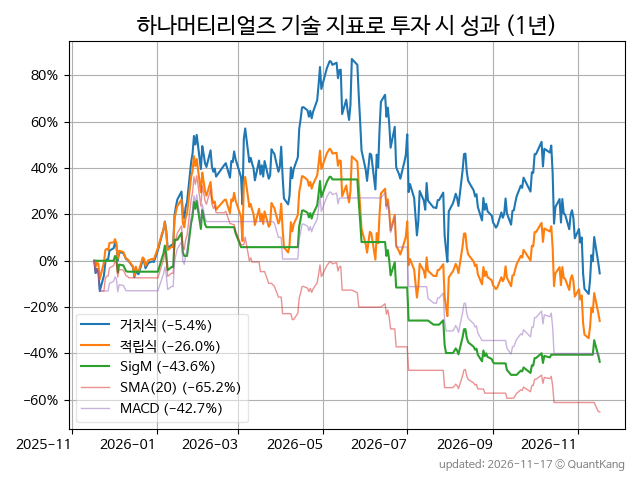 하나머티리얼즈 기술 지표로 투자 시 성과 (1년)
80%
60%
40%
20%
0%
−20%
−40%
−60%
거치식 (−5.4%)
적립식 (−26.0%)
SigM (−43.6%)
SMA(20) (−65.2%)
MACD (−42.7%)
2025-11
2026-01
2026-03
2026-05
2026-07
2026-09
2026-11
updated: 2026-11-17 © QuantKang